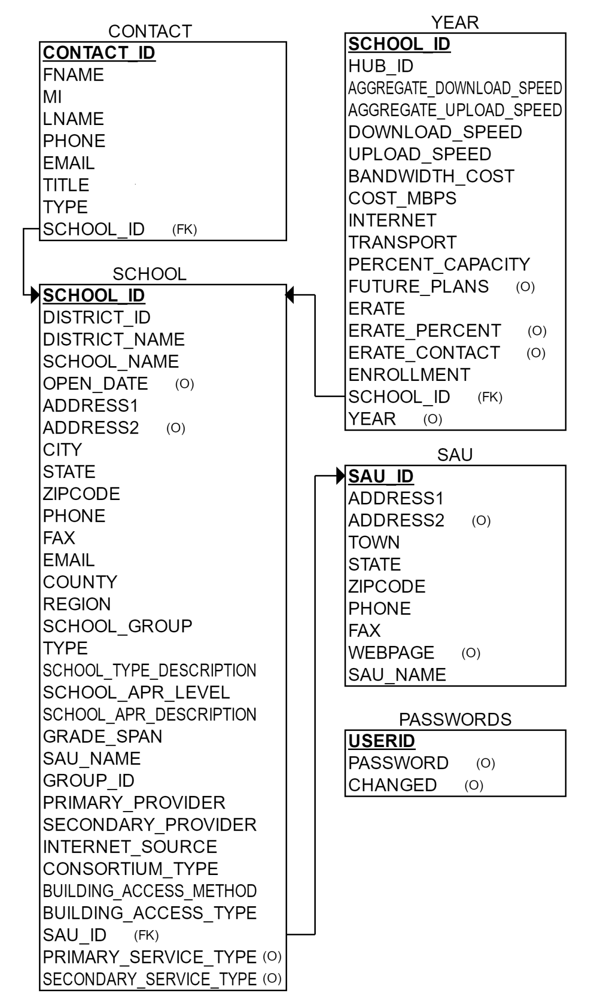 CONTACT
CONTACT_ID
FNAME
MI
LNAME
PHONE
EMAIL
TITLE
TYPE
SCHOOL_ID (FK)
SCHOOL
SCHOOL_ID
DISTRICT_ID
DISTRICT_NAME
SCHOOL_NAME
OPEN_DATE (O)
ADDRESS1
ADDRESS2 (O)
CITY
STATE
ZIPCODE
PHONE
FAX
EMAIL
COUNTY
REGION
SCHOOL_GROUP
TYPE
SCHOOL_TYPE_DESCRIPTION
SCHOOL_APR_LEVEL
SCHOOL_APR_DESCRIPTION
GRADE_SPAN
SAU_NAME
GROUP_ID
PRIMARY_PROVIDER
SECONDARY_PROVIDER
INTERNET_SOURCE
CONSORTIUM_TYPE
BUILDING_ACCESS_METHOD
BUILDING_ACCESS_TYPE
SAU_ID (FK)
PRIMARY_SERVICE_TYPE (O)
SECONDARY_SERVICE_TYPE (O)
YEAR
SCHOOL_ID
HUB_ID
AGGREGATE_DOWNLOAD_SPEED
AGGREGATE_UPLOAD_SPEED
DOWNLOAD_SPEED
UPLOAD_SPEED
BANDWIDTH_COST
COST_MBPS
INTERNET
TRANSPORT
PERCENT_CAPACITY
FUTURE_PLANS (O)
ERATE
ERATE_PERCENT (O)
ERATE_CONTACT (O)
ENROLLMENT
SCHOOL_ID (FK)
YEAR (O)
SAU
SAU_ID
ADDRESS1
ADDRESS2 (O)
TOWN
STATE
ZIPCODE
PHONE
FAX
WEBPAGE (O)
SAU_NAME
PASSWORDS
USERID
PASSWORD (O)
CHANGED (O)